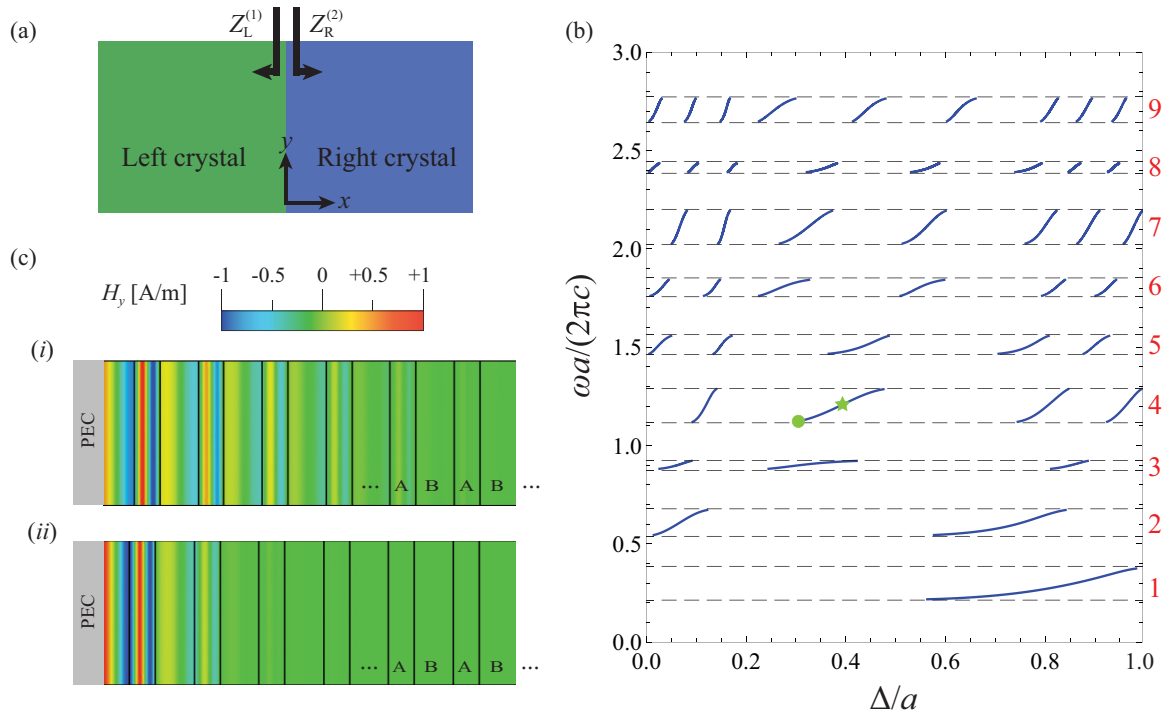 (a)
Z_L^(1)
Z_R^(2)
Left crystal
Right crystal
y
x
(b)
ωa/(2πc)
3.0
2.5
2.0
1.5
1.0
0.5
0.0
0.0
0.2
0.4
0.6
0.8
1.0
Δ/a
9
8
7
6
5
4
3
2
1
(c)
H_y [A/m]
-1
-0.5
0
+0.5
+1
(i)
PEC
... A B A B ...
(ii)
PEC
... A B A B ...